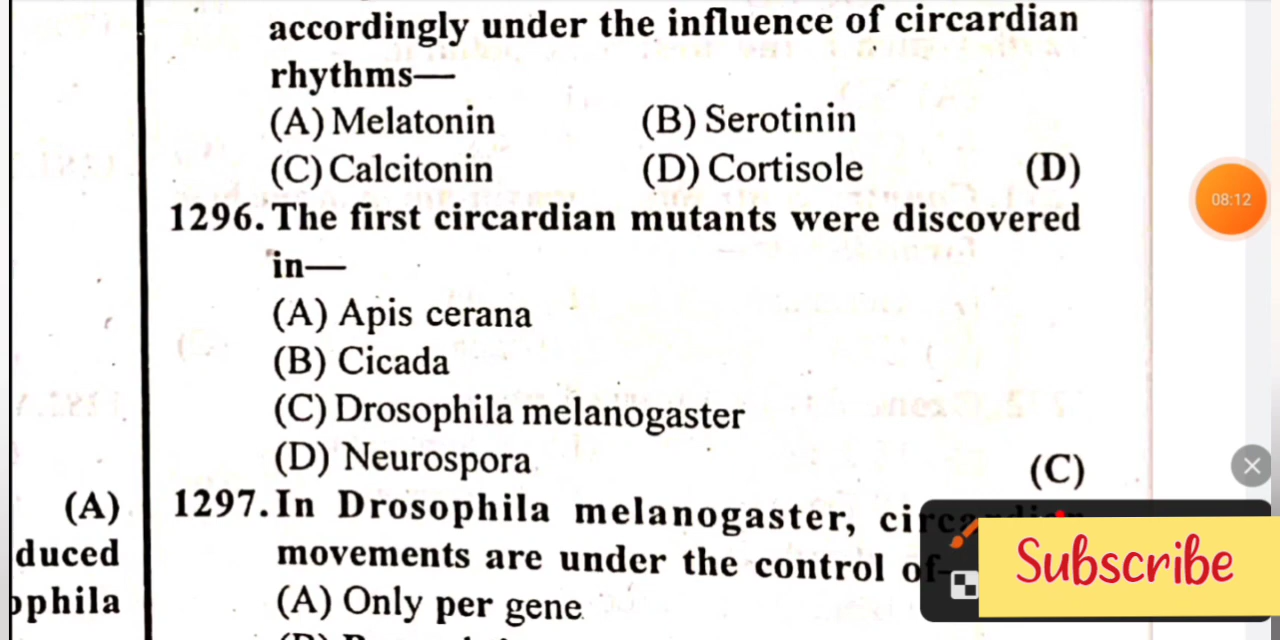 accordingly under the influence of circardian
rhythms—
(A) Melatonin (B) Serotinin
(C) Calcitonin (D) Cortisole (D)
1296. The first circardian mutants were discovered
in—
(A) Apis cerana
(B) Cicada
(C) Drosophila melanogaster
(D) Neurospora
(C)
1297. In Drosophila melanogaster,
movements are under the control of
(A) Only per gene
(A)
duced
ophila
08:12
Subscribe